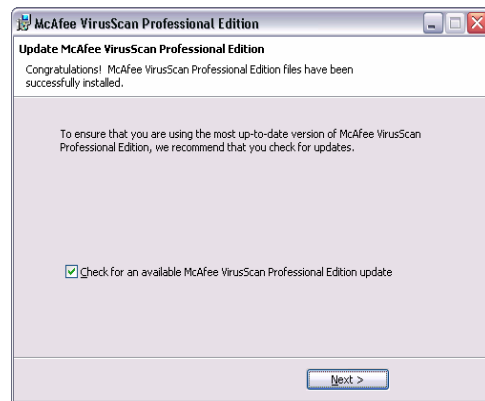 McAfee VirusScan Professional Edition
Update McAfee VirusScan Professional Edition
Congratulations! McAfee VirusScan Professional Edition files have been
successfully installed.
To ensure that you are using the most up-to-date version of McAfee VirusScan
Professional Edition, we recommend that you check for updates.
Check for an available McAfee VirusScan Professional Edition update
Next >